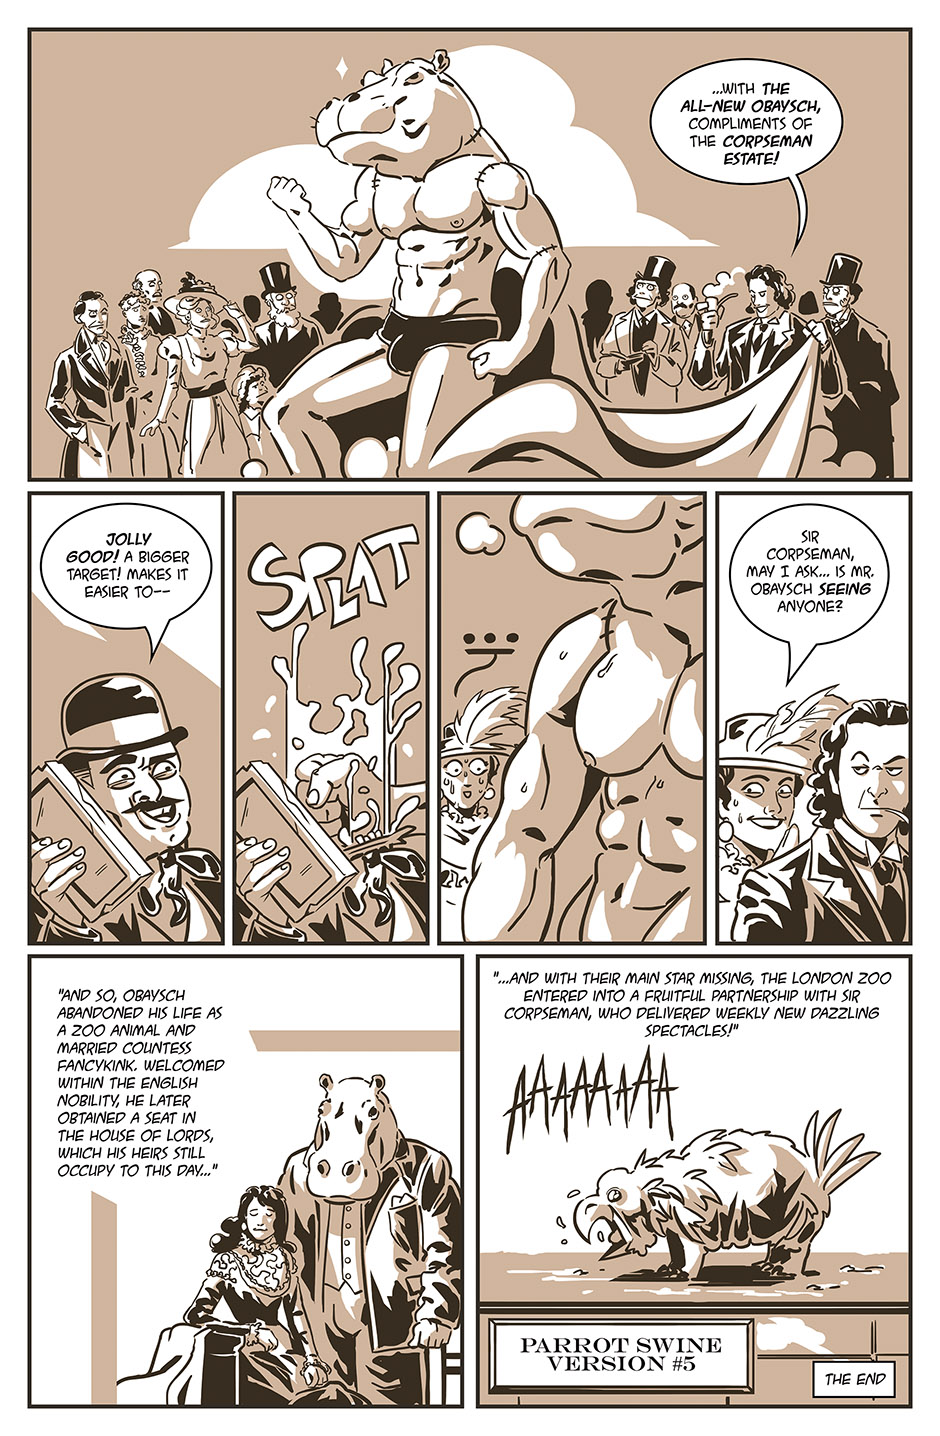 ...WITH THE
ALL-NEW OBAYSCH,
COMPLIMENTS OF
THE CORPSEMAN
ESTATE!
JOLLY
GOOD! A BIGGER
TARGET! MAKES IT
EASIER TO--
SPLAT
...
SIR
CORPSEMAN,
MAY I ASK... IS MR.
OBAYSCH SEEING
ANYONE?
"AND SO, OBAYSCH
ABANDONED HIS LIFE AS
A ZOO ANIMAL AND
MARRIED COUNTESS
FANCYKINK. WELCOMED
WITHIN THE ENGLISH
NOBILITY, HE LATER
OBTAINED A SEAT IN
THE HOUSE OF LORDS,
WHICH HIS HEIRS STILL
OCCUPY TO THIS DAY..."
"...AND WITH THEIR MAIN STAR MISSING, THE LONDON ZOO
ENTERED INTO A FRUITFUL PARTNERSHIP WITH SIR
CORPSEMAN, WHO DELIVERED WEEKLY NEW DAZZLING
SPECTACLES!"
AAAAAAAA
PARROT SWINE
VERSION #5
THE END